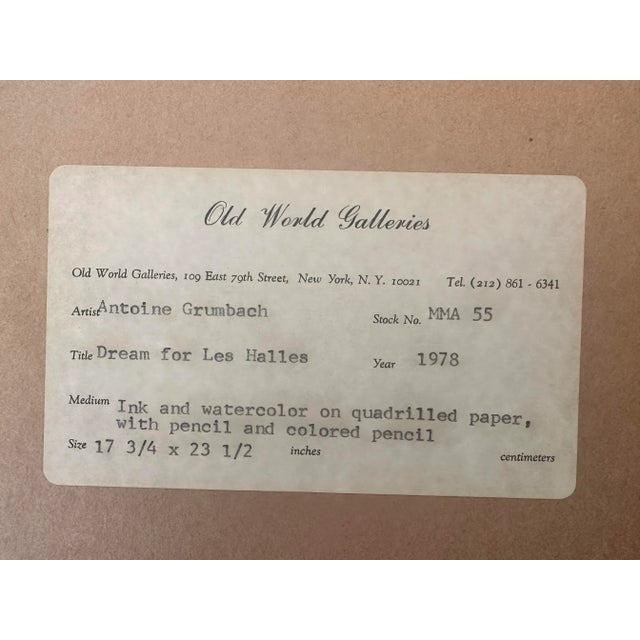 Old World Galleries
Old World Galleries, 109 East 79th Street, New York, N. Y. 10021 Tel. (212) 861 - 6341
Artist Antoine Grumbach Stock No. MMA 55
Title Dream for Les Halles Year 1978
Medium Ink and watercolor on quadrilled paper,
with pencil and colored pencil
Size 17 3/4 x 23 1/2 inches centimeters